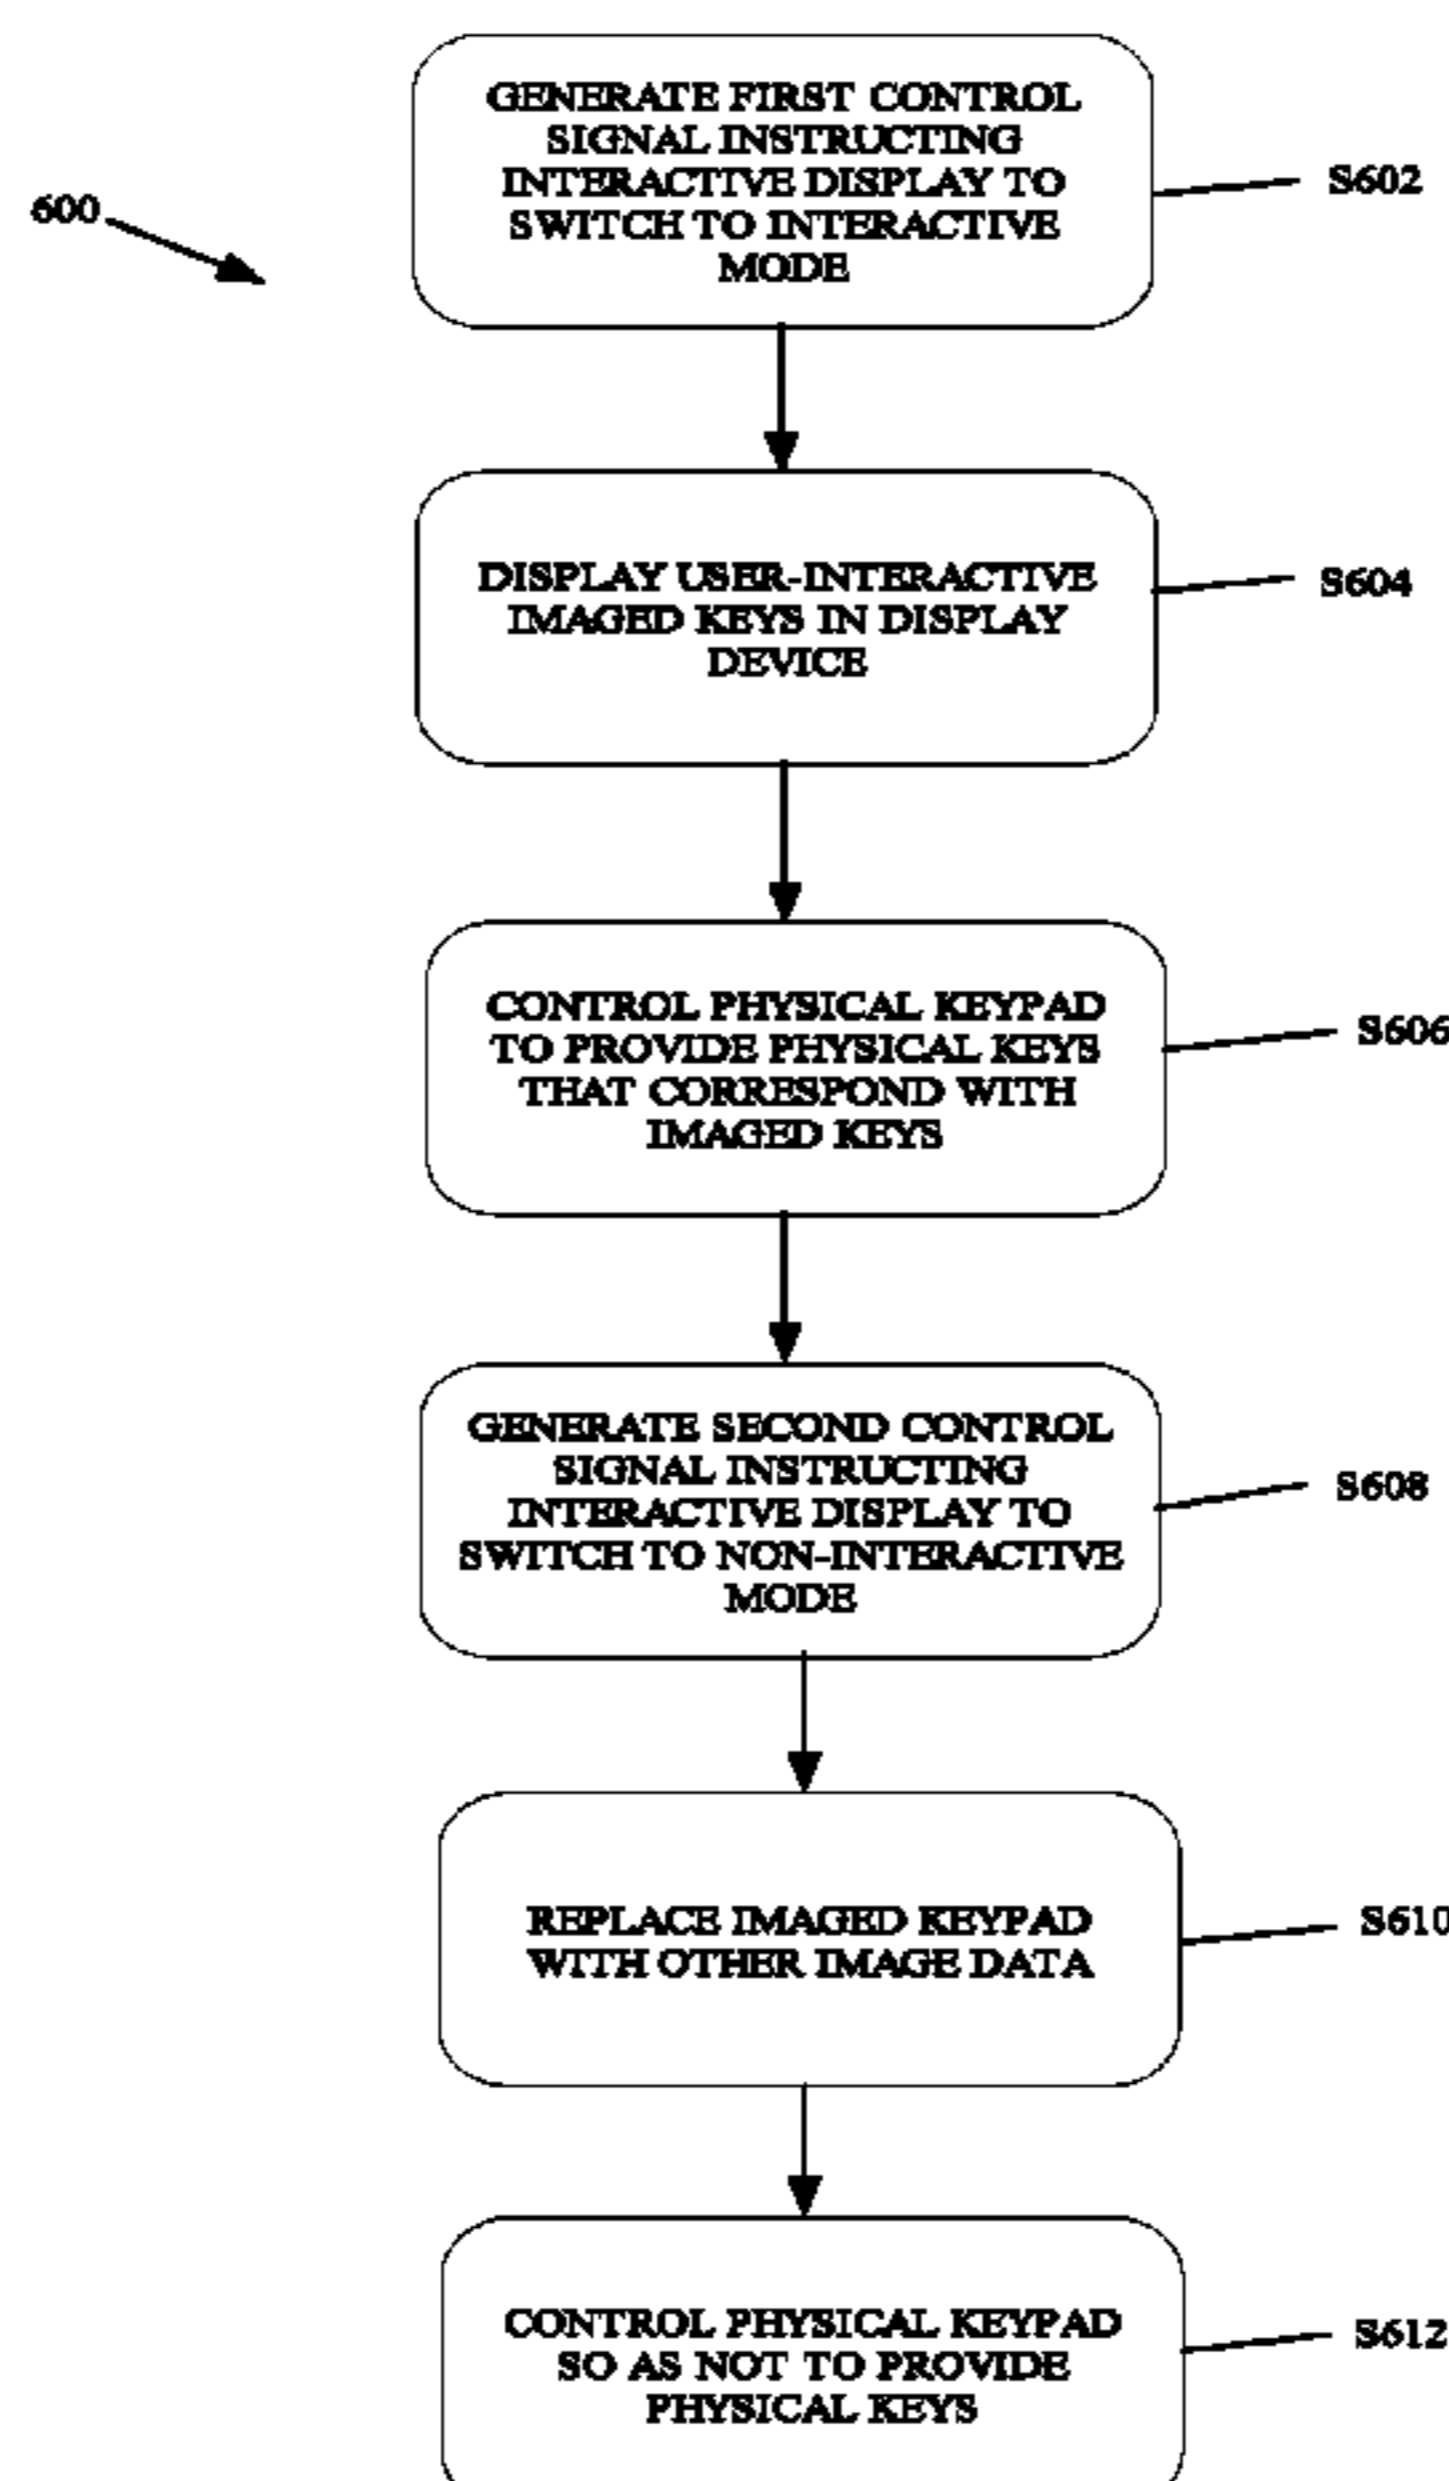 600
GENERATE FIRST CONTROL
SIGNAL INSTRUCTING
INTERACTIVE DISPLAY TO
SWITCH TO INTERACTIVE
MODE
S602
DISPLAY USER-INTERACTIVE
IMAGED KEYS IN DISPLAY
DEVICE
S604
CONTROL PHYSICAL KEYPAD
TO PROVIDE PHYSICAL KEYS
THAT CORRESPOND WITH
IMAGED KEYS
S606
GENERATE SECOND CONTROL
SIGNAL INSTRUCTING
INTERACTIVE DISPLAY TO
SWITCH TO NON-INTERACTIVE
MODE
S608
REPLACE IMAGED KEYPAD
WITH OTHER IMAGE DATA
S610
CONTROL PHYSICAL KEYPAD
SO AS NOT TO PROVIDE
PHYSICAL KEYS
S612